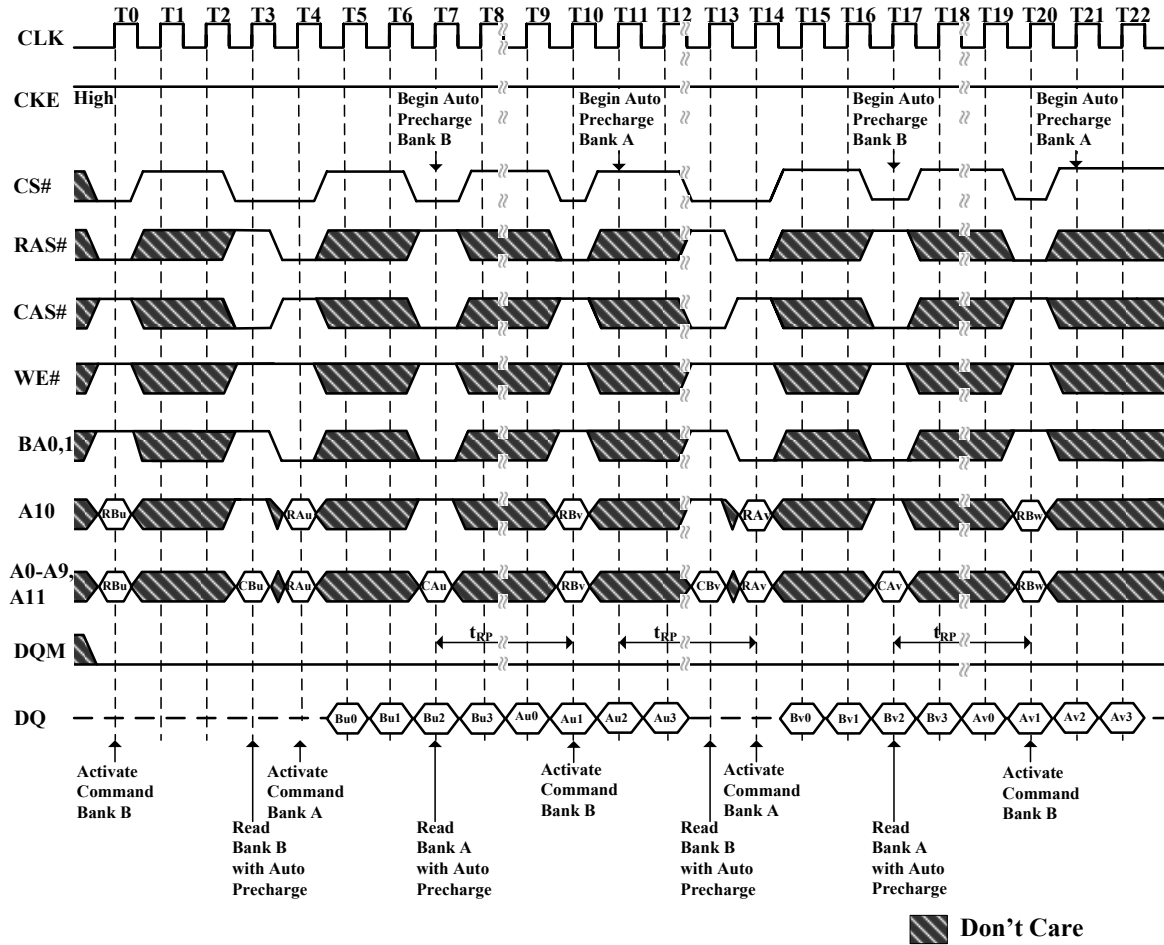 T0 T1 T2 T3 T4 T5 T6 T7 T8 T9 T10 T11 T12 T13 T14 T15 T16 T17 T18 T19 T20 T21 T22
CLK
CKE High
Begin Auto
Precharge
Bank B
Begin Auto
Precharge
Bank A
Begin Auto
Precharge
Bank B
Begin Auto
Precharge
Bank A
CS#
RAS#
CAS#
WE#
BA0,1
A10 RBu RAu RBv RAv RBw
A0-A9,
A11
RBu CBu RAu CAu RBv CBv RAv CAv RBw
tRP tRP tRP
DQM
DQ Bu0 Bu1 Bu2 Bu3 Au0 Au1 Au2 Au3 Bv0 Bv1 Bv2 Bv3 Av0 Av1 Av2 Av3
Activate
Command
Bank B
Activate
Command
Bank A
Activate
Command
Bank B
Activate
Command
Bank A
Activate
Command
Bank B
Read
Bank B
with Auto
Precharge
Read
Bank A
with Auto
Precharge
Read
Bank B
with Auto
Precharge
Read
Bank A
with Auto
Precharge
Don't Care